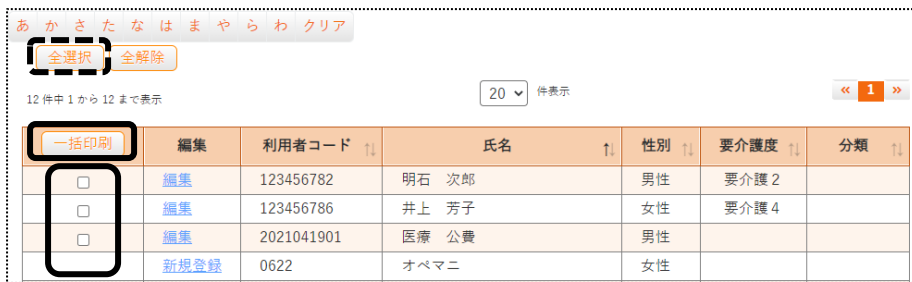 あ か さ た な は ま や ら わ クリア
全選択 全解除
12 件中 1 から 12 まで表示 20 件表示 « 1 »
一括印刷 編集 利用者コード 氏名 性別 要介護度 分類
編集 123456782 明石 次郎 男性 要介護２
編集 123456786 井上 芳子 女性 要介護４
編集 2021041901 医療 公費 男性
新規登録 0622 オペマニ 女性